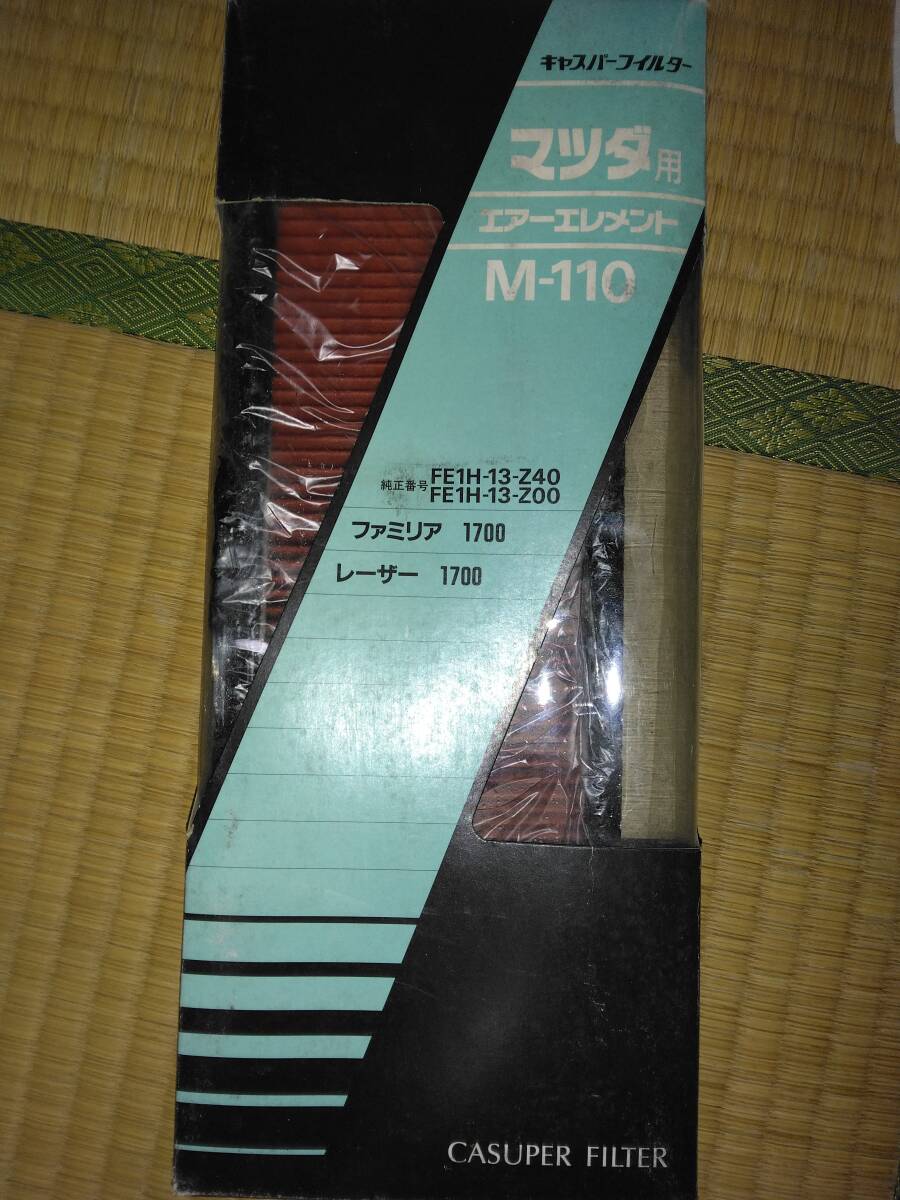 キャスパーフイルター
マツダ用
エアーエレメント
M-110
純正番号 FE1H-13-Z40
FE1H-13-Z00
ファミリア 1700
レーザー 1700
CASUPER FILTER